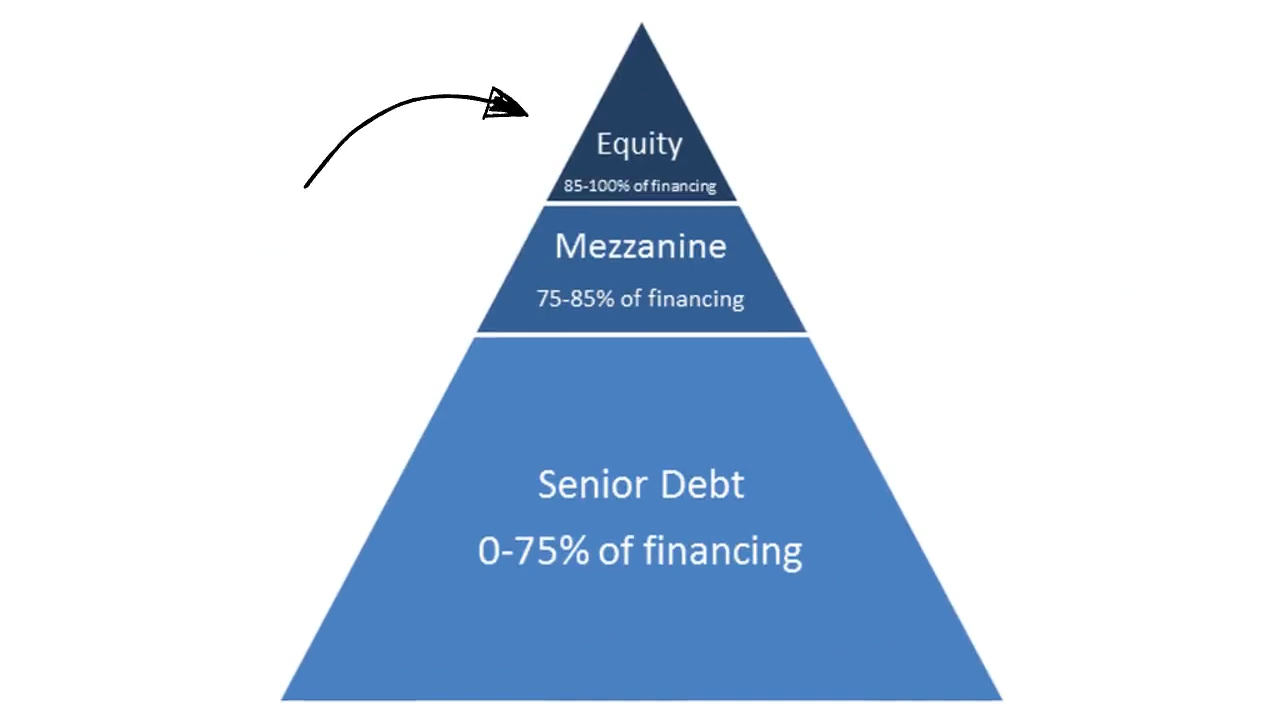 Equity
85-100% of financing
Mezzanine
75-85% of financing
Senior Debt
0-75% of financing